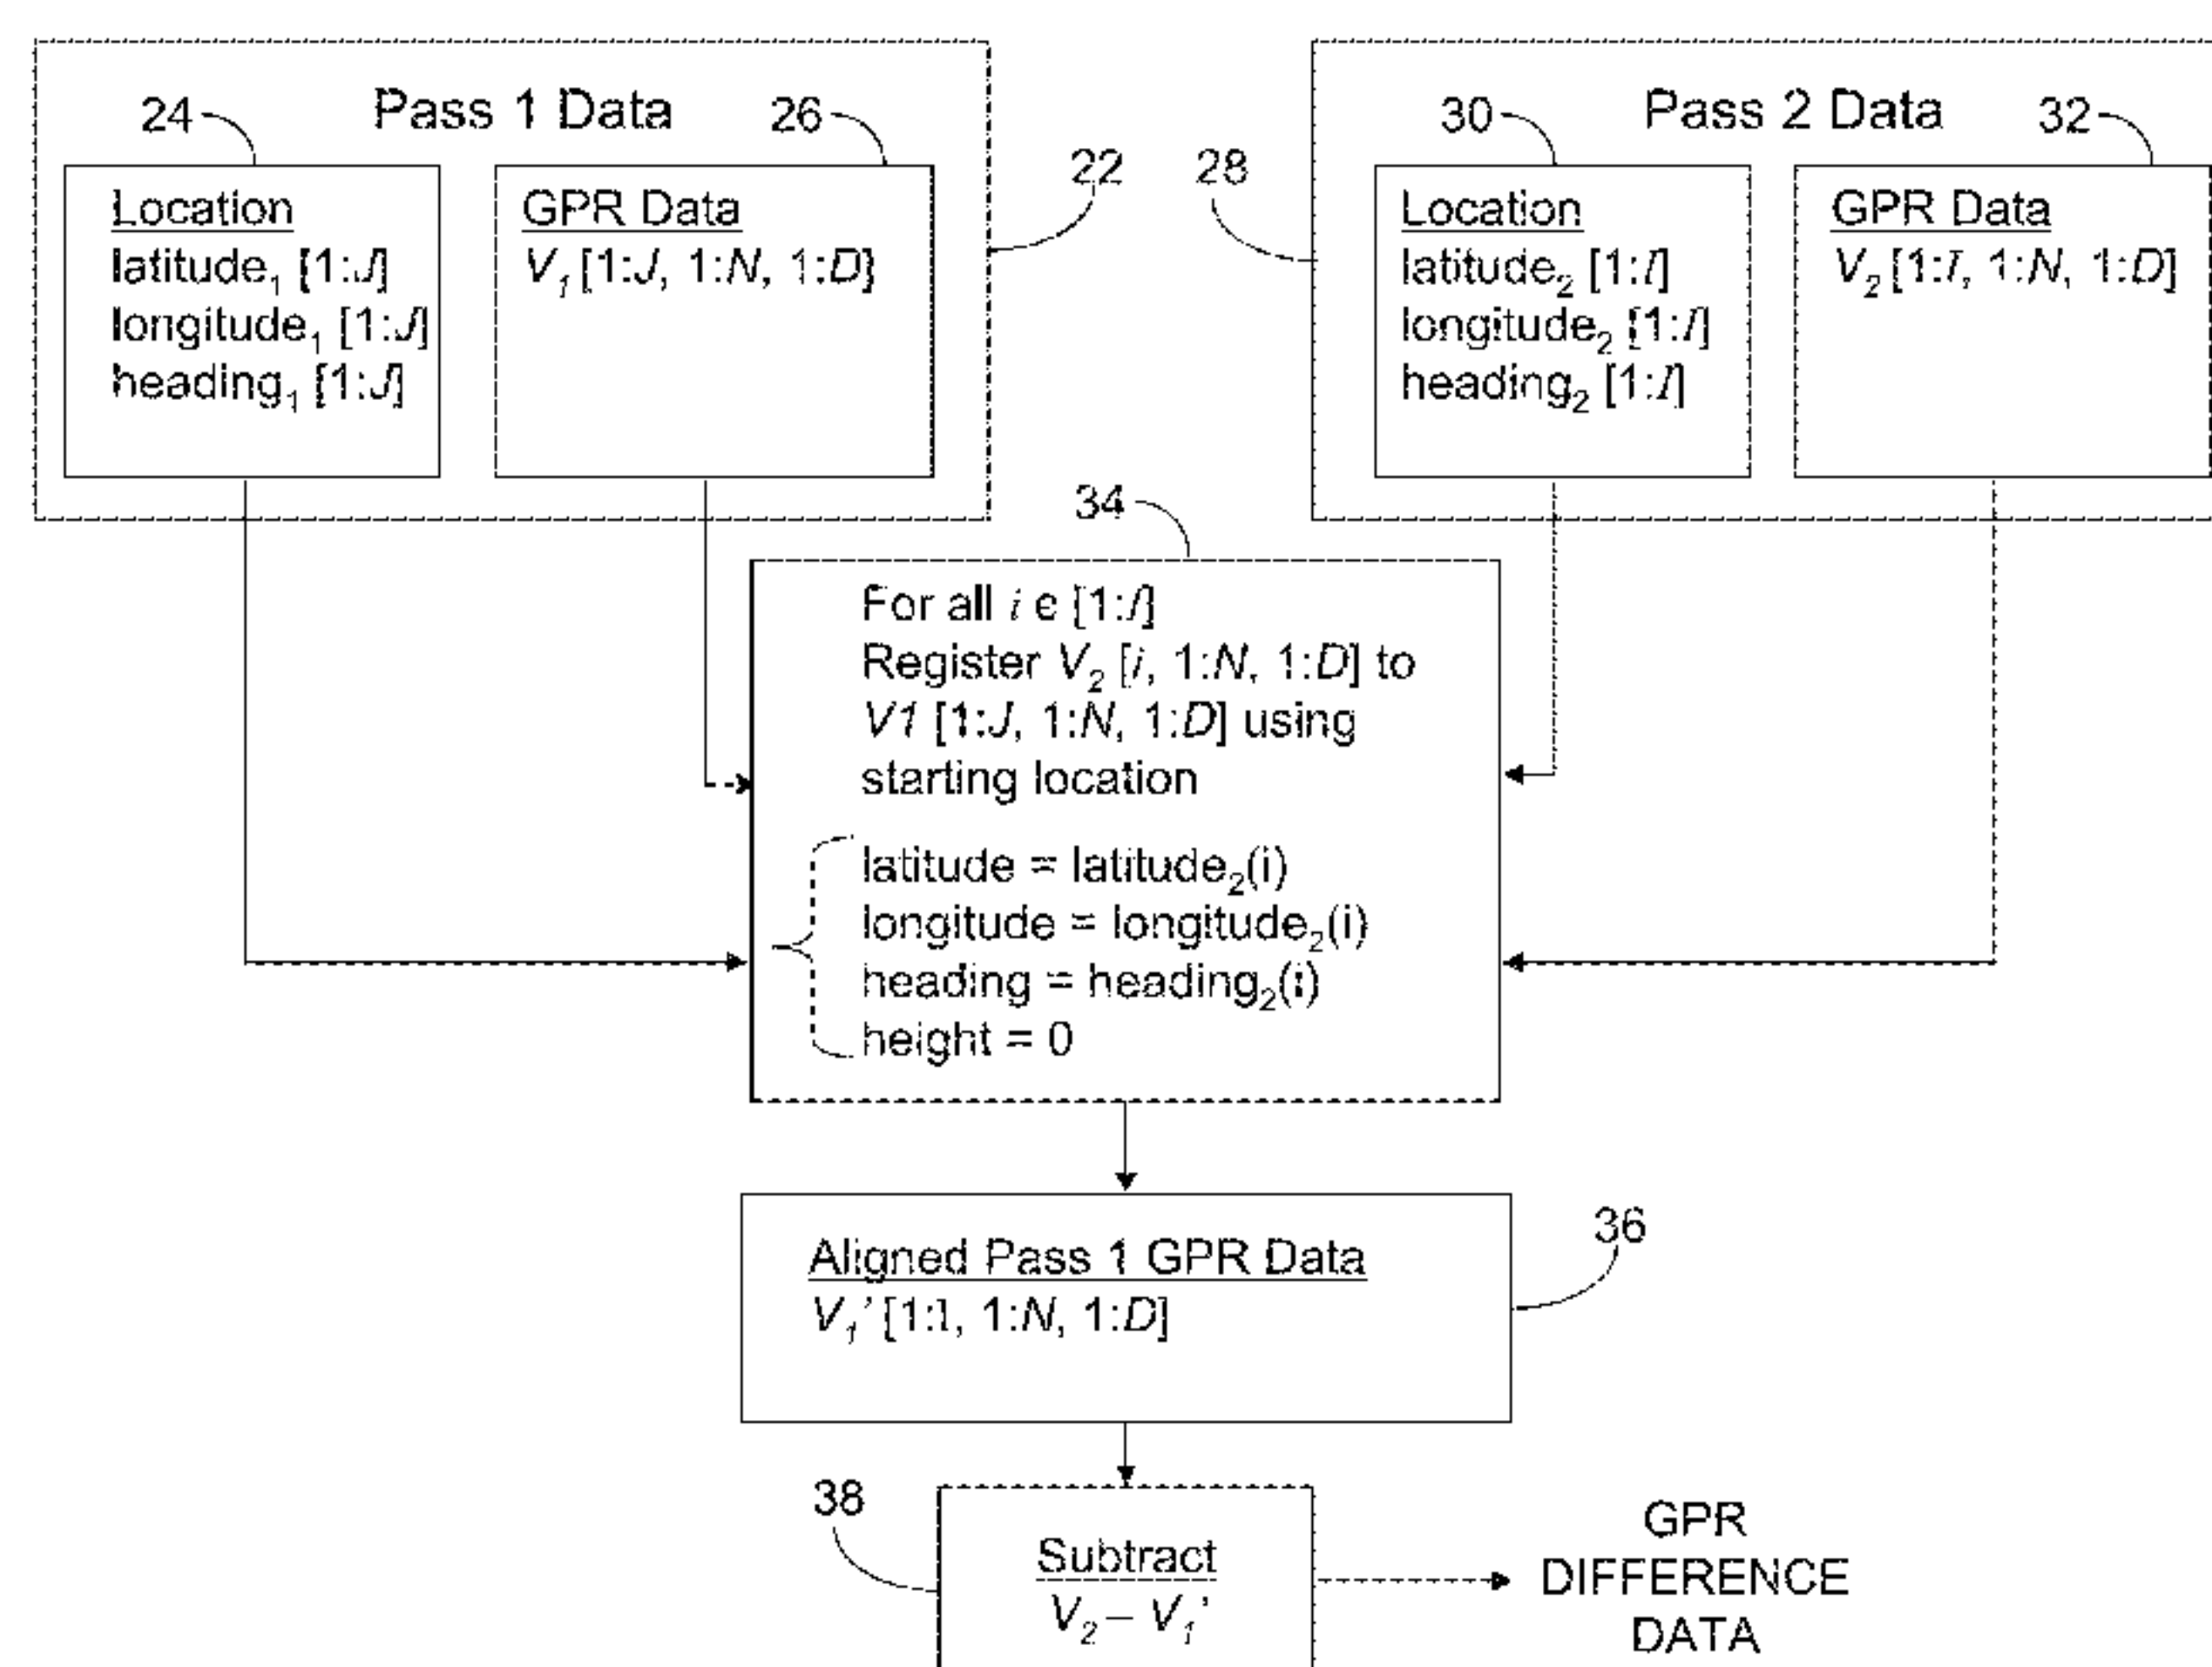 Pass 1 Data
24
26
22
Location
latitude₁ [1:J]
longitude₁ [1:J]
heading₁ [1:J]
GPR Data
V₁ [1:J, 1:N, 1:D]
Pass 2 Data
28
30
32
Location
latitude₂ [1:I]
longitude₂ [1:I]
heading₂ [1:I]
GPR Data
V₂ [1:I, 1:N, 1:D]
34
For all i ∈ [1:I]
Register V₂ [i, 1:N, 1:D] to
V1 [1:J, 1:N, 1:D] using
starting location
latitude = latitude₂(i)
longitude = longitude₂(i)
heading = heading₂(i)
height = 0
36
Aligned Pass 1 GPR Data
V₁’ [1:I, 1:N, 1:D]
38
Subtract
V₂ – V₁’
GPR
DIFFERENCE
DATA